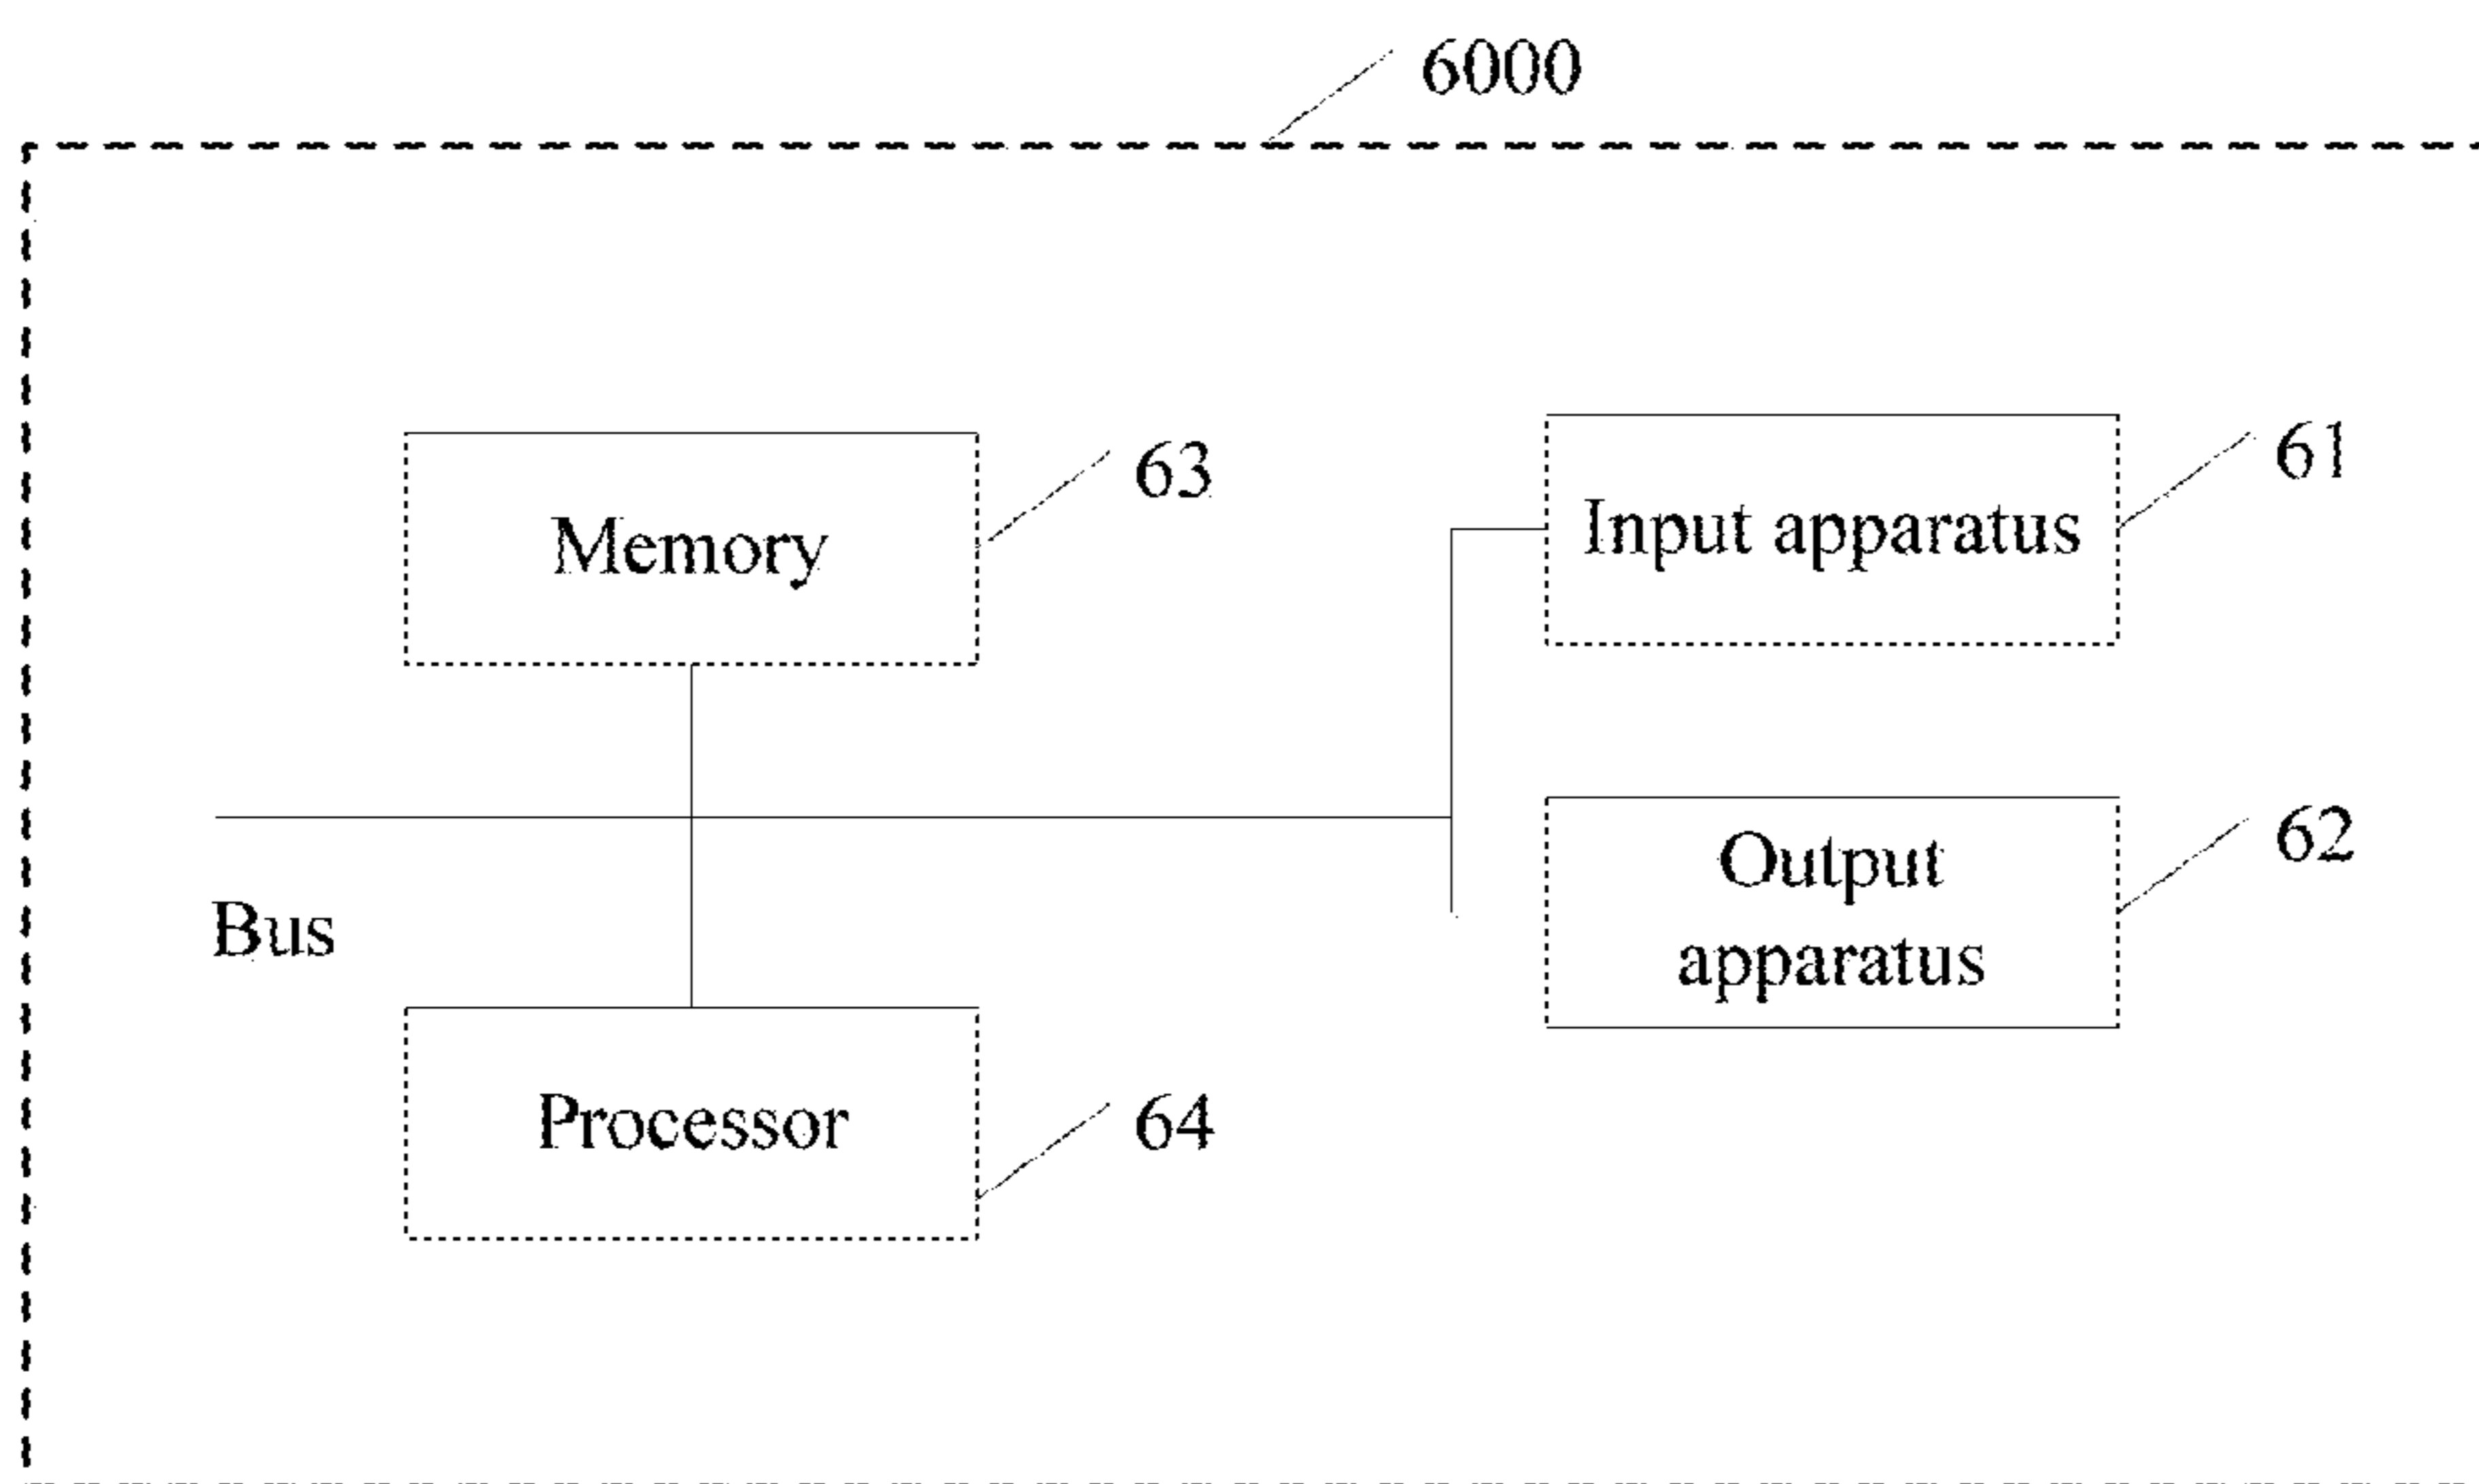 6000
Memory
63
Input apparatus
61
Bus
Output
apparatus
62
Processor
64